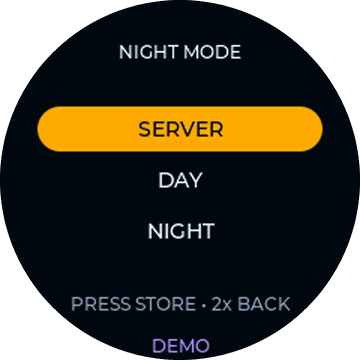 NIGHT MODE
SERVER
DAY
NIGHT
PRESS STORE • 2x BACK
DEMO